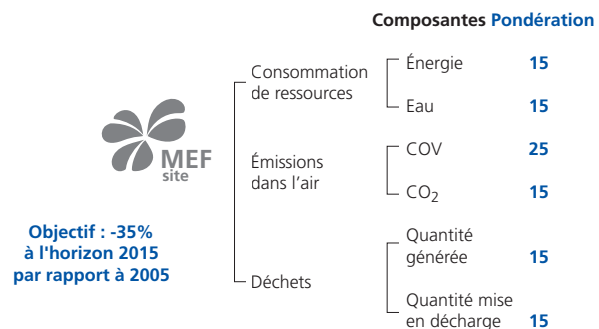 Composantes Pondération
Consommation
de ressources
Énergie 15
Eau 15
MEF
site
Émissions
dans l'air
COV 25
CO2 15
Objectif : -35%
à l'horizon 2015
par rapport à 2005
Déchets
Quantité
générée 15
Quantité mise
en décharge 15